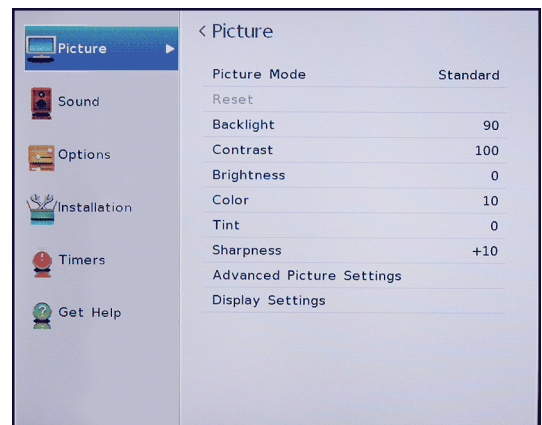 Picture
Sound
Options
Installation
Timers
Get Help
< Picture
Picture Mode Standard
Reset
Backlight 90
Contrast 100
Brightness 0
Color 10
Tint 0
Sharpness +10
Advanced Picture Settings
Display Settings